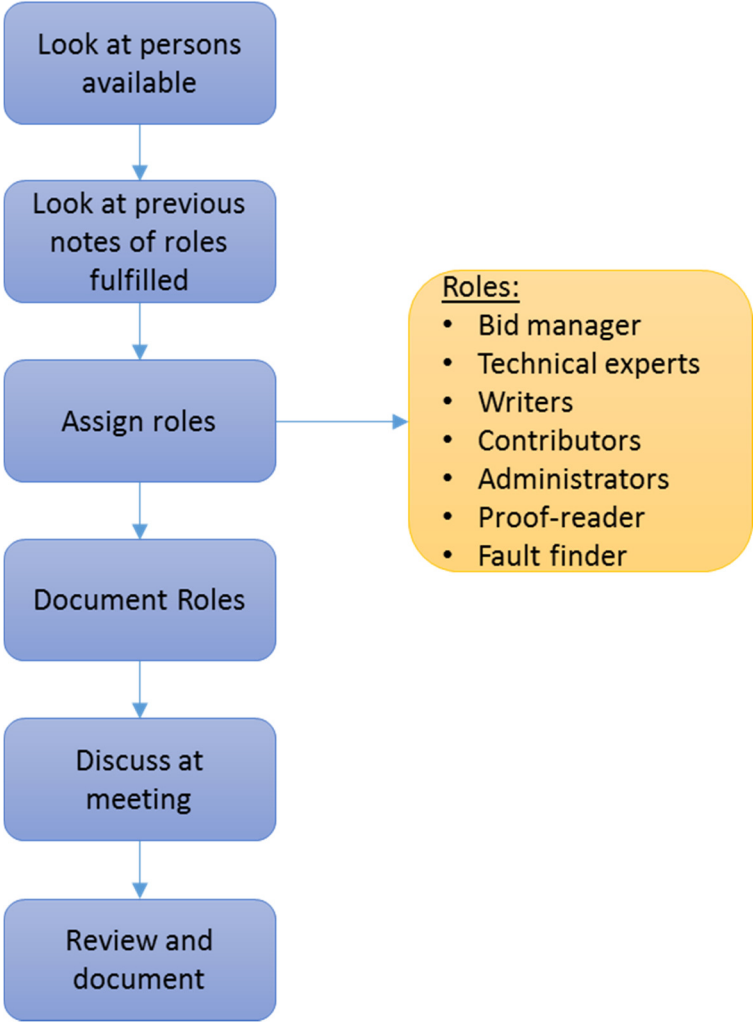 Look at persons
available
Look at previous
notes of roles
fulfilled
Assign roles
Roles:
• Bid manager
• Technical experts
• Writers
• Contributors
• Administrators
• Proof-reader
• Fault finder
Document Roles
Discuss at
meeting
Review and
document